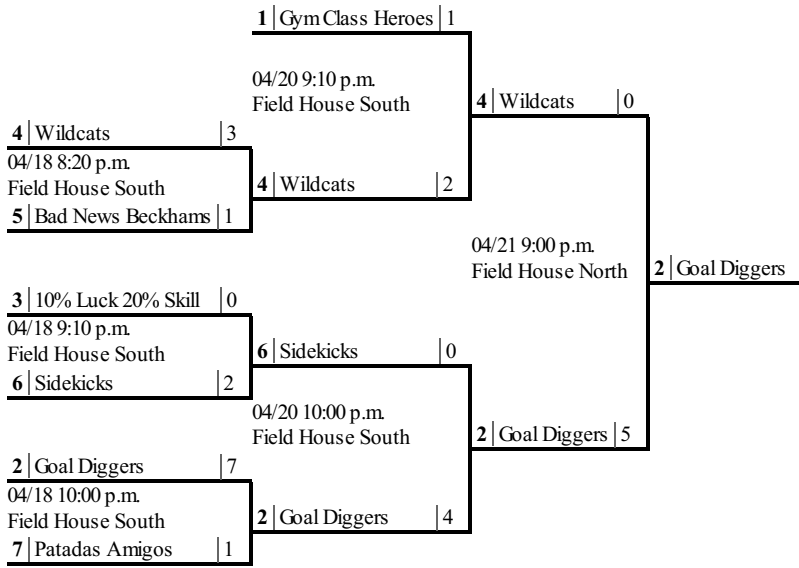 1 Gym Class Heroes 1
04/20 9:10 p.m.
Field House South
4 Wildcats 0
4 Wildcats 3
04/18 8:20 p.m.
Field House South
4 Wildcats 2
5 Bad News Beckhams 1
04/21 9:00 p.m.
Field House North
2 Goal Diggers
3 10% Luck 20% Skill 0
04/18 9:10 p.m.
Field House South
6 Sidekicks 0
6 Sidekicks 2
04/20 10:00 p.m.
Field House South
2 Goal Diggers 5
2 Goal Diggers 7
04/18 10:00 p.m.
Field House South
2 Goal Diggers 4
7 Patadas Amigos 1